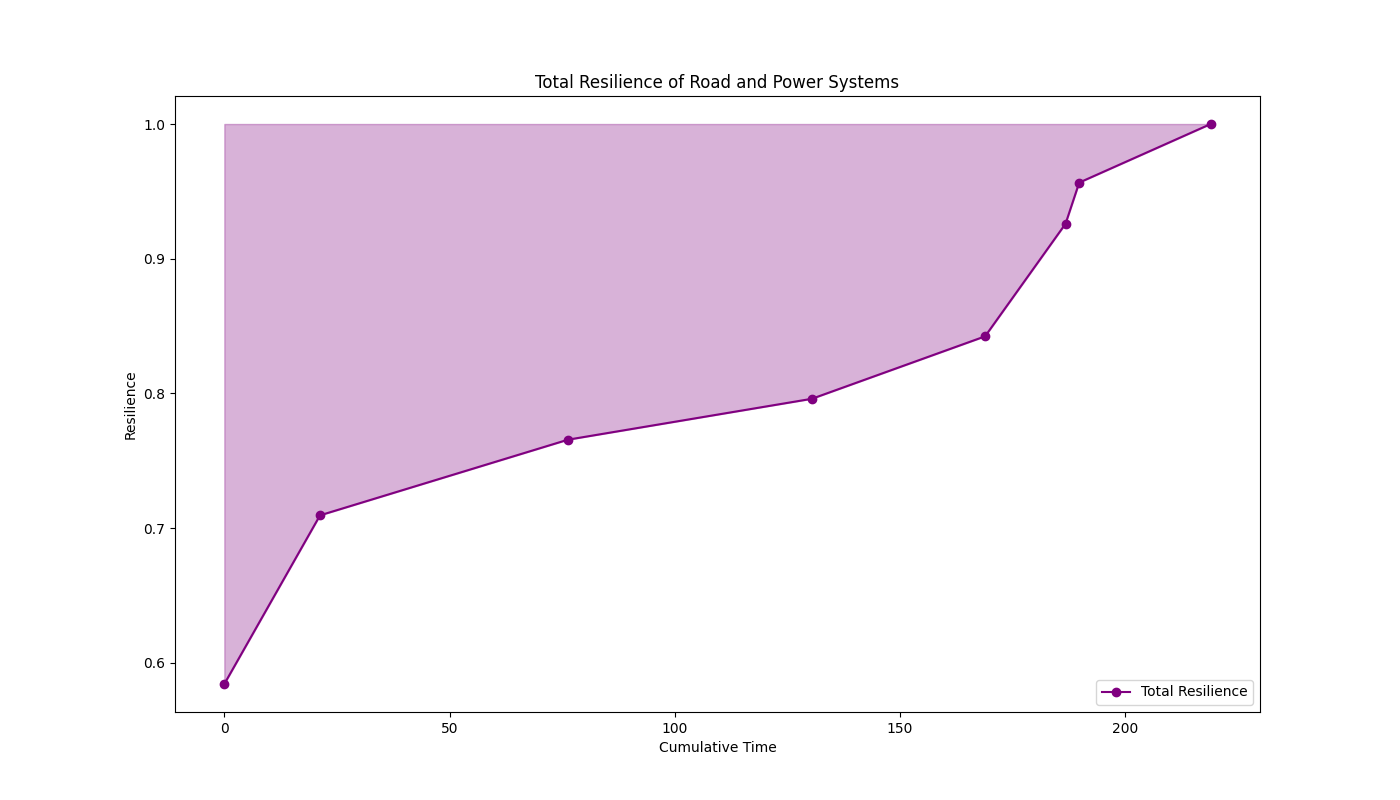 Total Resilience of Road and Power Systems
1.0
0.9
0.8
0.7
0.6
Resilience
0
50
100
150
200
Cumulative Time
Total Resilience